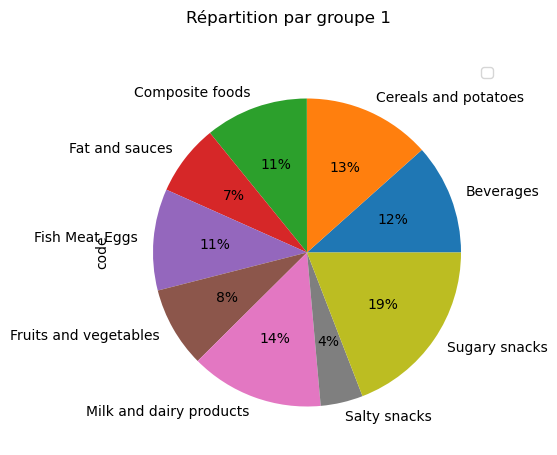 Répartition par groupe 1
Composite foods
Cereals and potatoes
Fat and sauces
11%
13%
Beverages
7%
12%
Fish Meat Eggs
11%
code
8%
19%
Fruits and vegetables
14%
4%
Sugary snacks
Milk and dairy products
Salty snacks